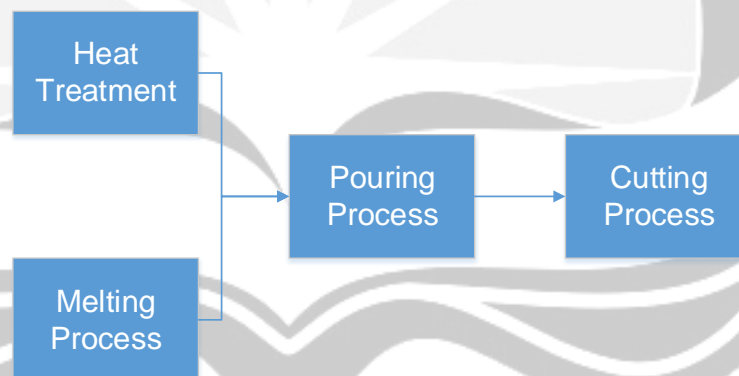 Heat
Treatment
Pouring
Process
Cutting
Process
Melting
Process